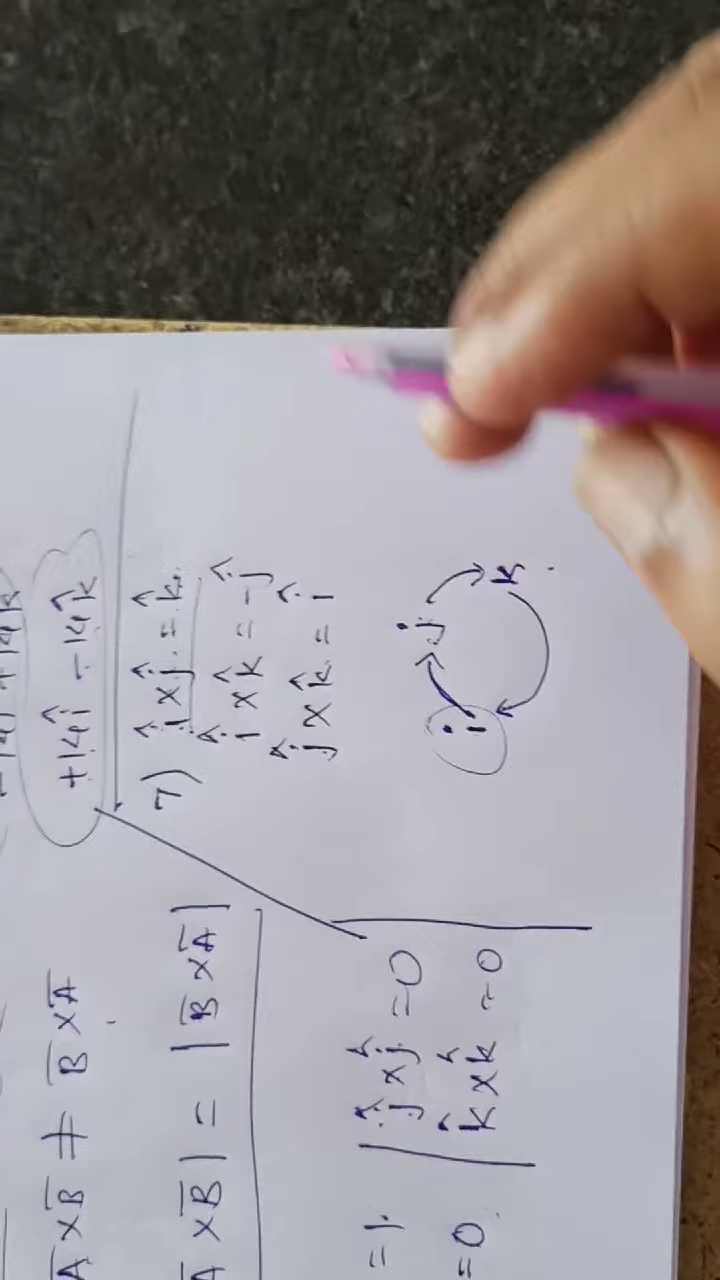 +14î - 14k̂
7) î x ĵ = k̂
î x k̂ = -ĵ
ĵ x k̂ = î
i j k
A̅ x B̅ ≠ B̅ x A̅
A̅ x B̅| = |B̅ x A̅|
= 1. | ĵ x ĵ = 0
= 0. | k̂ x k̂ = 0